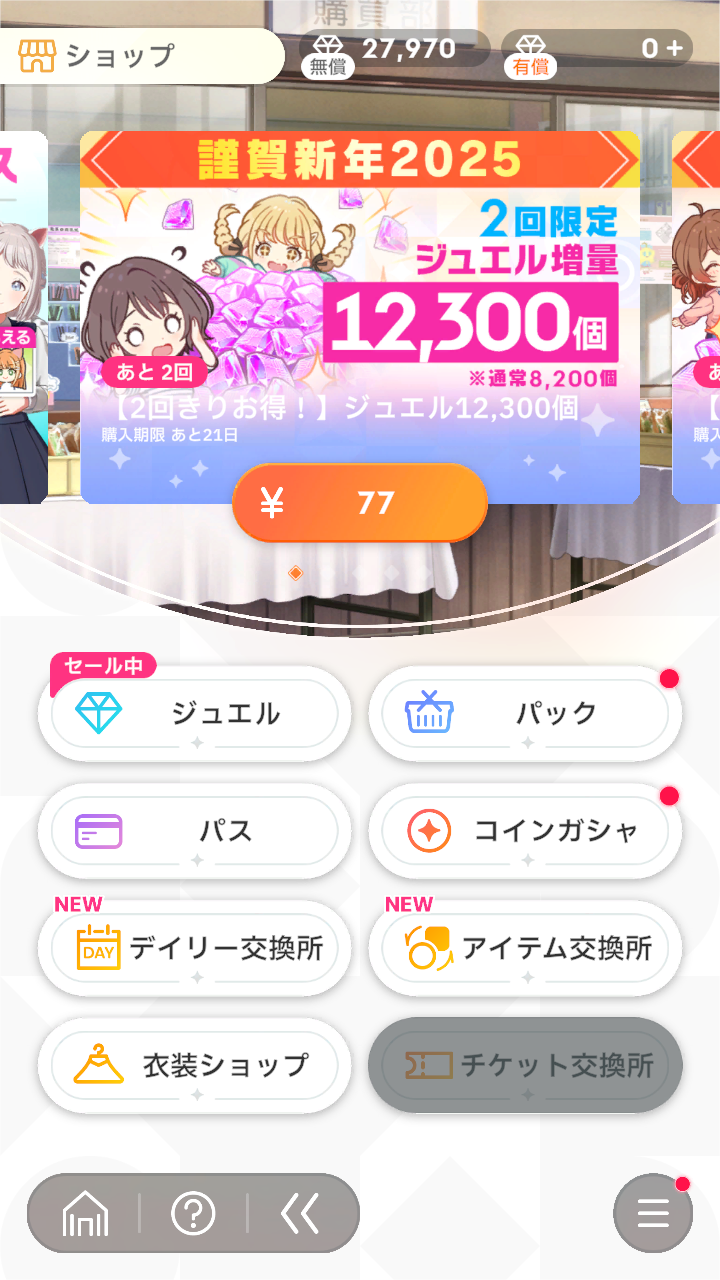 購買部
ショップ
無償
27,970
有償
0 +
ス
える
謹賀新年2025
2回限定
ジュエル増量
12,300個
※通常8,200個
あと 2回
【2回きりお得！】ジュエル12,300個
購入期限 あと21日
あ
【
購入
¥ 77
セール中
ジュエル
パック
パス
コインガシャ
NEW
DAY
デイリー交換所
NEW
アイテム交換所
衣装ショップ
チケット交換所
?